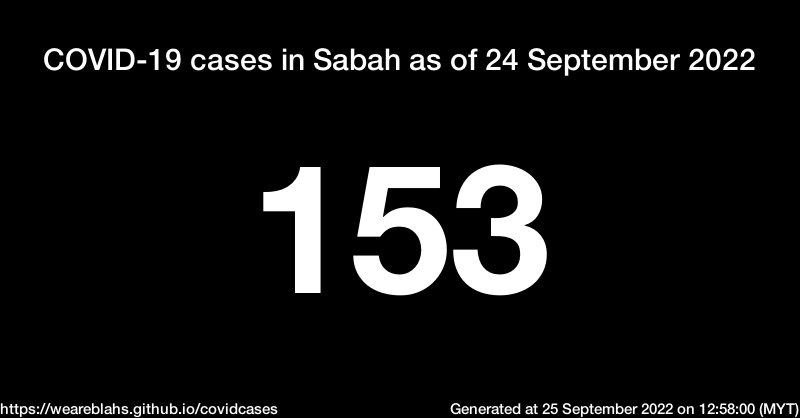 COVID-19 cases in Sabah as of 24 September 2022
153
https://weareblahs.github.io/covidcases
Generated at 25 September 2022 on 12:58:00 (MYT)